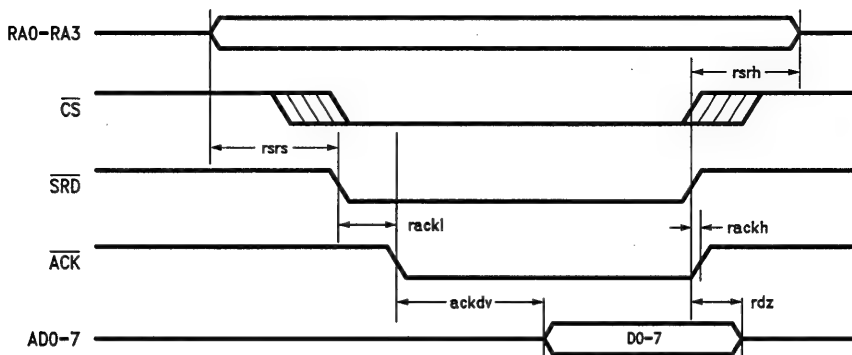 RA0-RA3
rsrh
CS
rsrs
SRD
rackl
rackh
ACK
ackdv
rdz
AD0-7
D0-7